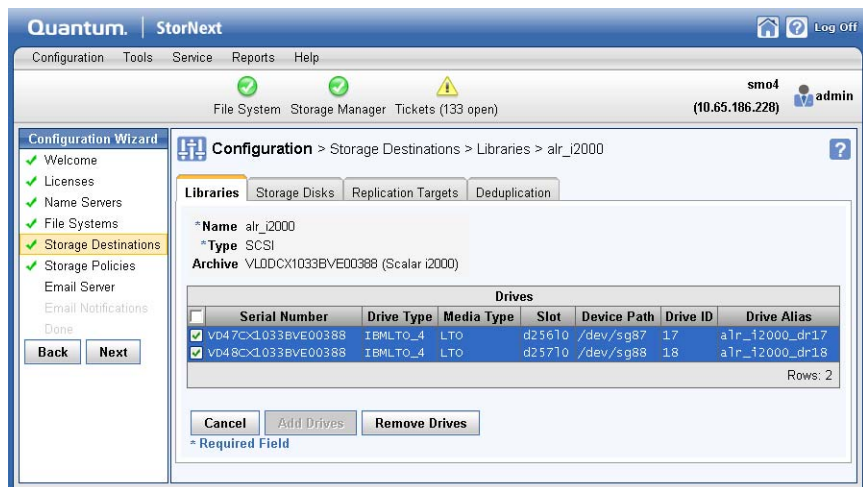 Quantum. | StorNext
Log Off
Configuration Tools Service Reports Help
File System Storage Manager Tickets (133 open)
smo4
(10.65.186.228)
admin
Configuration Wizard
Welcome
Licenses
Name Servers
File Systems
Storage Destinations
Storage Policies
Email Server
Email Notifications
Done
Back Next
Configuration > Storage Destinations > Libraries > alr_i2000
?
Libraries Storage Disks Replication Targets Deduplication
*Name alr_i2000
*Type SCSI
Archive VL0DCX1033BVE00388 (Scalar i2000)
Drives
Serial Number Drive Type Media Type Slot Device Path Drive ID Drive Alias
VD47CX1033BVE00388 IBMLTO_4 LTO d256l0 /dev/sg87 17 alr_i2000_dr17
VD48CX1033BVE00388 IBMLTO_4 LTO d257l0 /dev/sg88 18 alr_i2000_dr18
Rows: 2
Cancel Add Drives Remove Drives
* Required Field